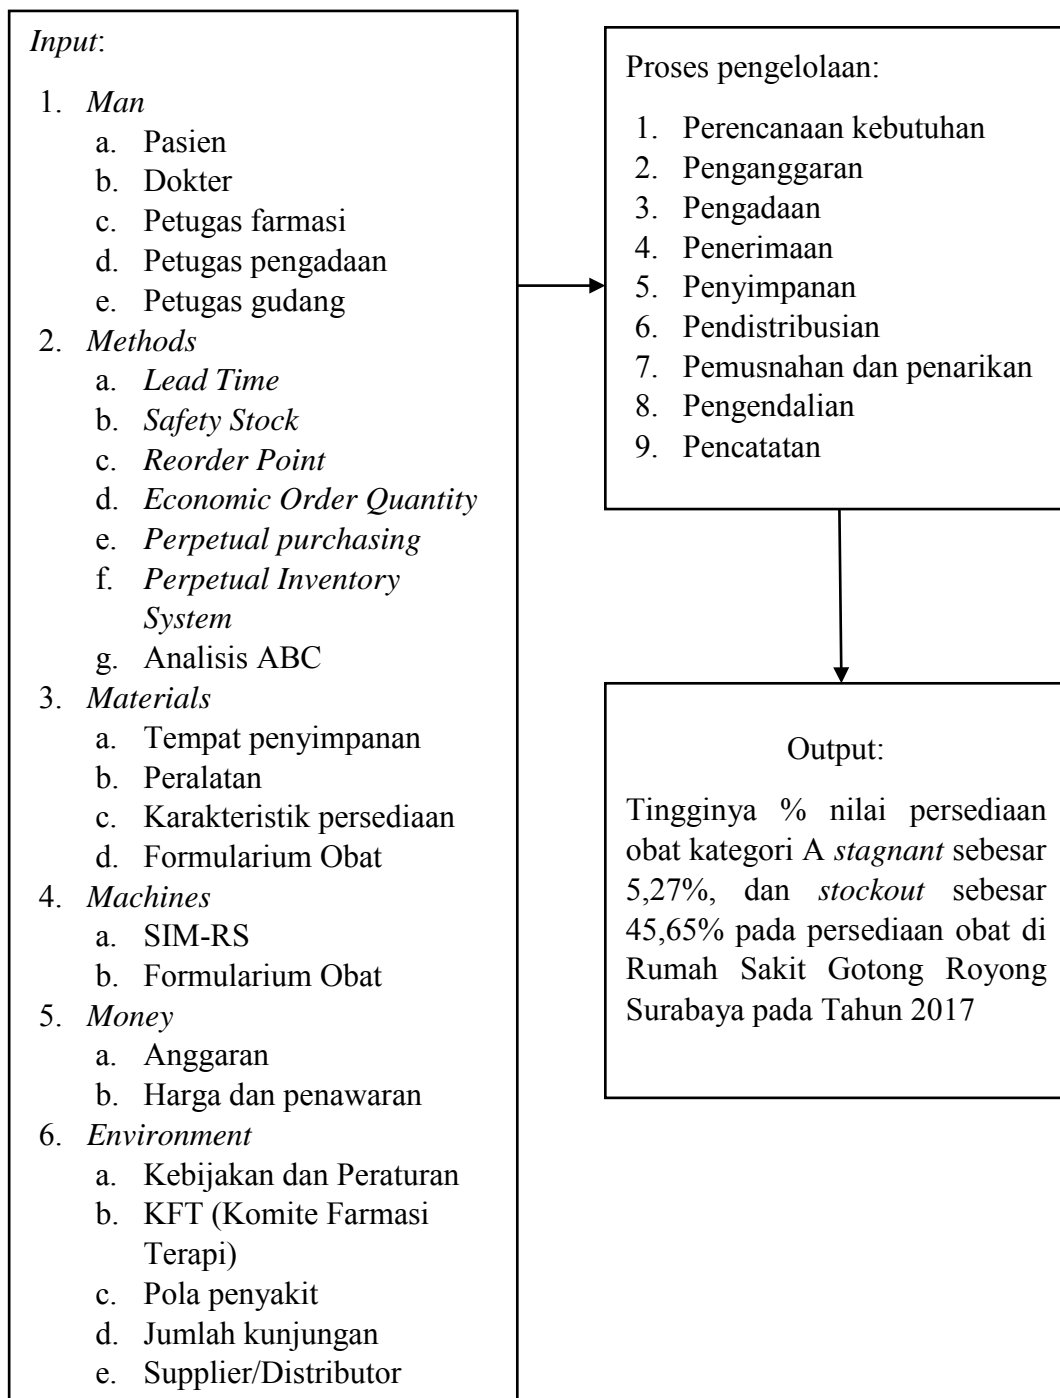 Input:
1. Man
a. Pasien
b. Dokter
c. Petugas farmasi
d. Petugas pengadaan
e. Petugas gudang
2. Methods
a. Lead Time
b. Safety Stock
c. Reorder Point
d. Economic Order Quantity
e. Perpetual purchasing
f. Perpetual Inventory
System
g. Analisis ABC
3. Materials
a. Tempat penyimpanan
b. Peralatan
c. Karakteristik persediaan
d. Formularium Obat
4. Machines
a. SIM-RS
b. Formularium Obat
5. Money
a. Anggaran
b. Harga dan penawaran
6. Environment
a. Kebijakan dan Peraturan
b. KFT (Komite Farmasi
Terapi)
c. Pola penyakit
d. Jumlah kunjungan
e. Supplier/Distributor
Proses pengelolaan:
1. Perencanaan kebutuhan
2. Penganggaran
3. Pengadaan
4. Penerimaan
5. Penyimpanan
6. Pendistribusian
7. Pemusnahan dan penarikan
8. Pengendalian
9. Pencatatan
Output:
Tingginya % nilai persediaan
obat kategori A stagnant sebesar
5,27%, dan stockout sebesar
45,65% pada persediaan obat di
Rumah Sakit Gotong Royong
Surabaya pada Tahun 2017